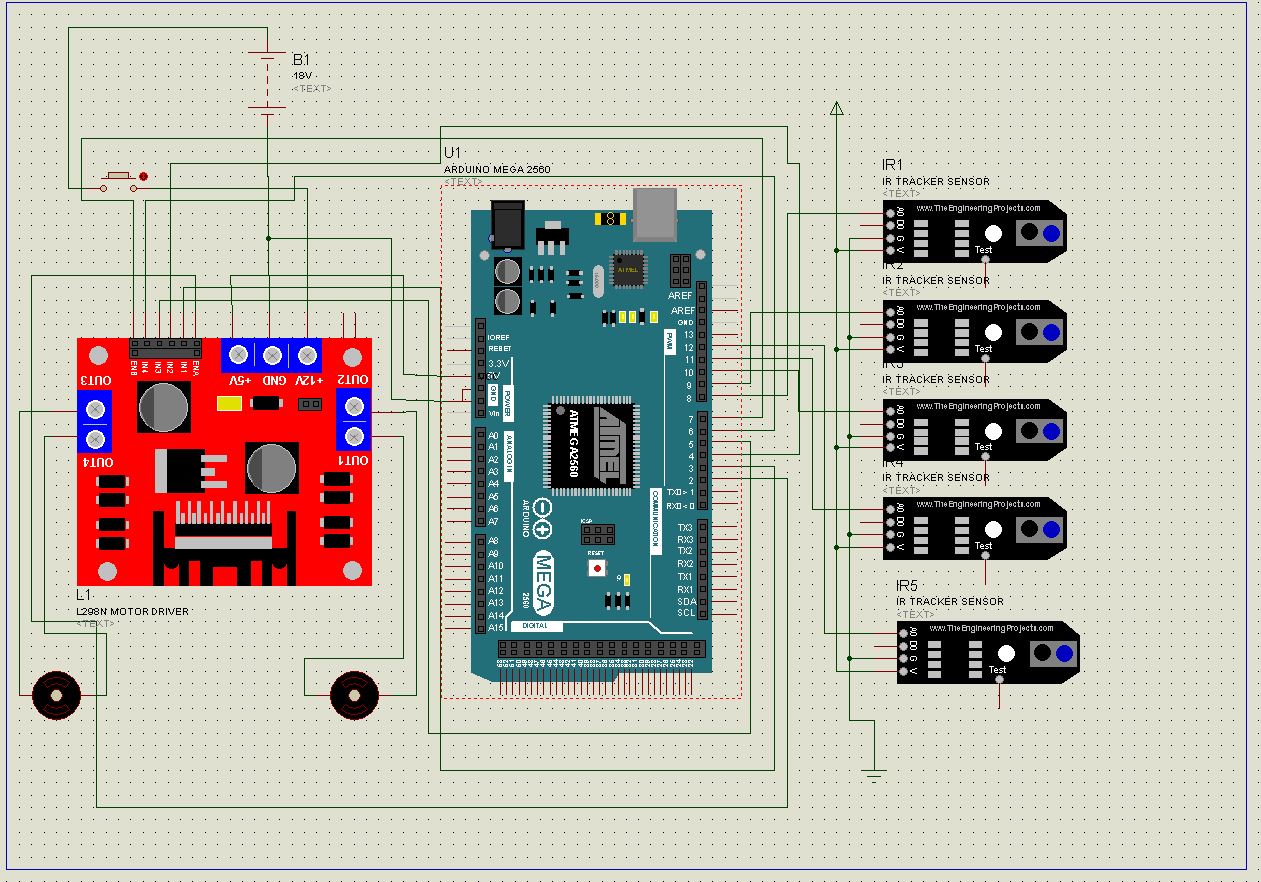 B1
18V
<TEXT>
U1
ARDUINO MEGA 2560
<TEXT>
IR1
IR TRACKER SENSOR
<TEXT>
www.TheEngineeringProjects.com
A0
D0
G
V
Test
IR2
IR TRACKER SENSOR
<TEXT>
www.TheEngineeringProjects.com
A0
D0
G
V
Test
IR3
IR TRACKER SENSOR
<TEXT>
www.TheEngineeringProjects.com
A0
D0
G
V
Test
IR4
IR TRACKER SENSOR
<TEXT>
www.TheEngineeringProjects.com
A0
D0
G
V
Test
IR5
IR TRACKER SENSOR
<TEXT>
www.TheEngineeringProjects.com
A0
D0
G
V
Test
ENB
IN4
IN3
IN2
IN1
ENA
OUT3
+5V
GND
+12V
OUT2
OUT4
OUT1
L1
L298N MOTOR DRIVER
<TEXT>
ATMEL
16.000
AREF
AREF
GND
13
12
11
10
9
8
PWM
IOREF
RESET
3.3V
5V
GND
Vin
POWER
7
6
5
4
3
2
TXD> 1
RXD< 0
A0
A1
A2
A3
A4
A5
A6
A7
ANALOG IN
ATMEL
ATMEGA2560
COMMUNICATION
ARDUINO
ICSP
RESET
MEGA
2560
TX3
RX3
TX2
RX2
TX1
RX1
SDA
SCL
A8
A9
A10
A11
A12
A13
A14
A15
DIGITAL